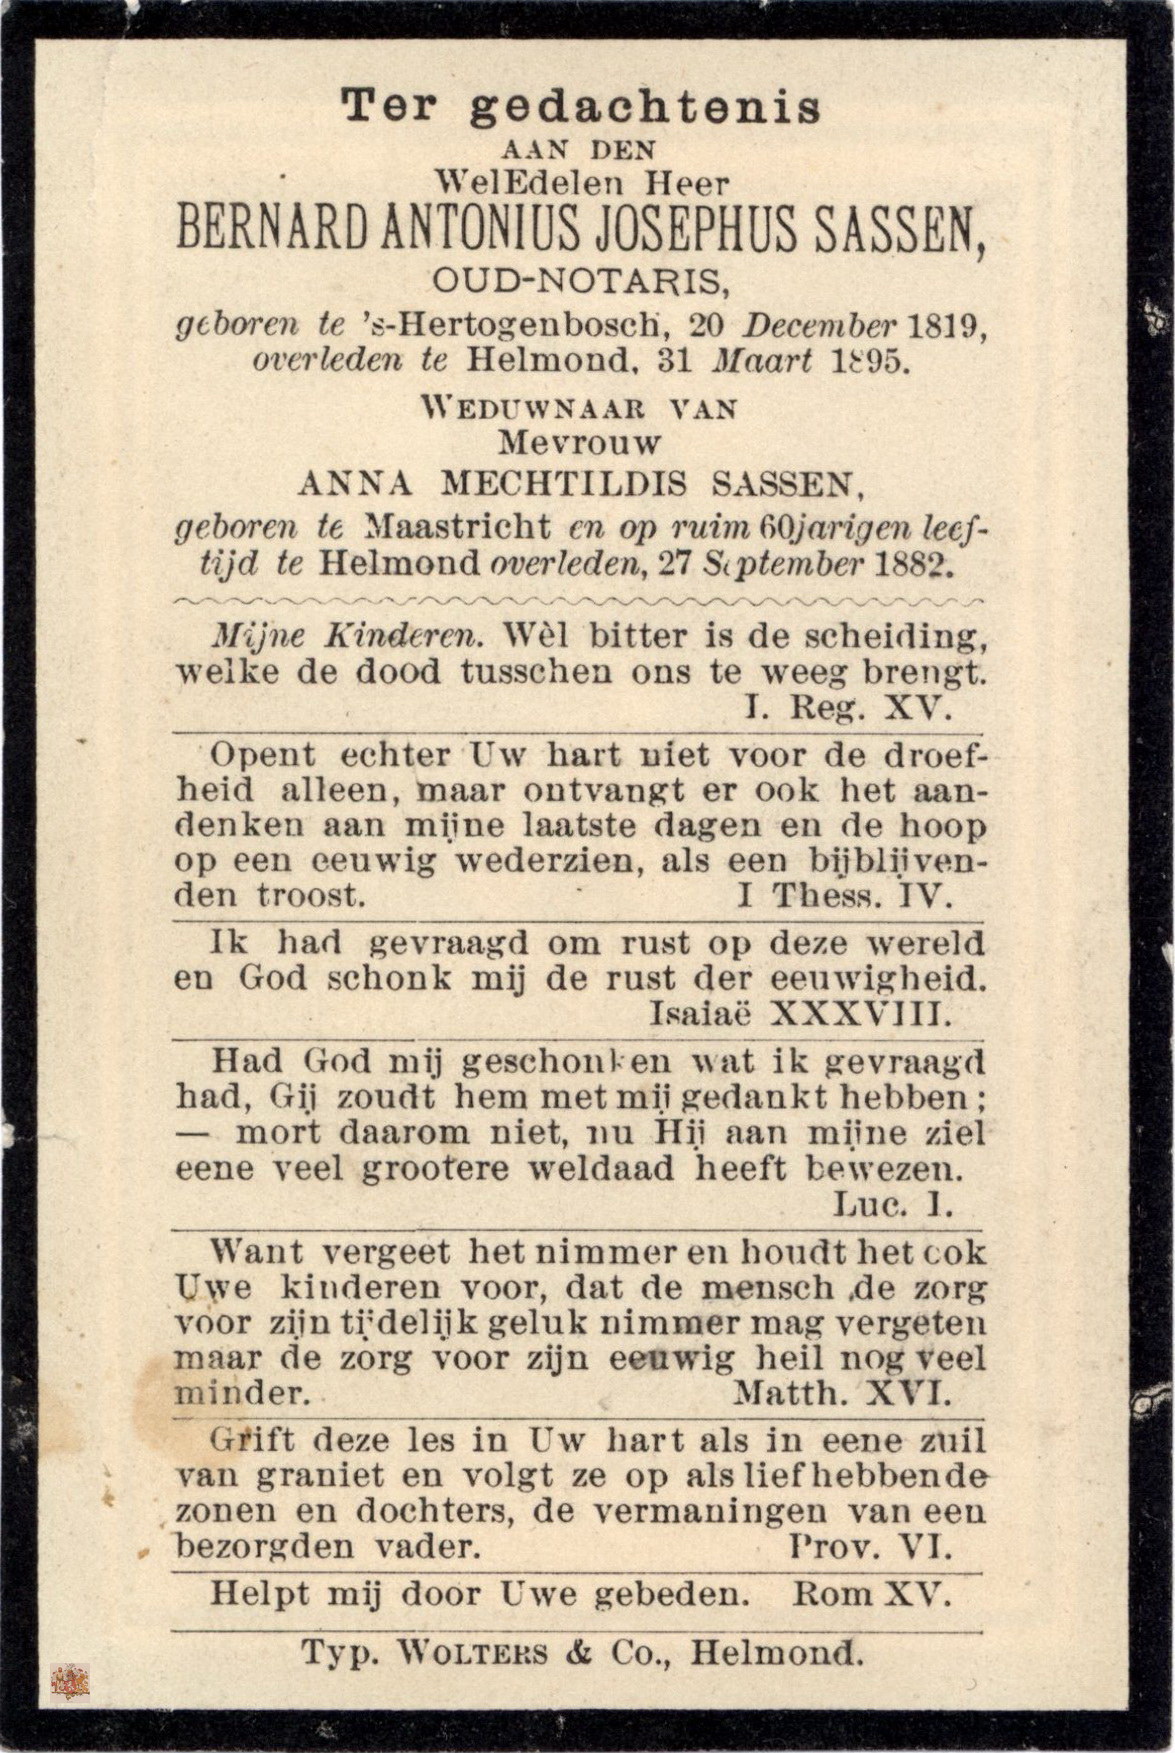 Ter gedachtenis
AAN DEN
WelEdelen Heer
BERNARD ANTONIUS JOSEPHUS SASSEN,
OUD-NOTARIS,
geboren te 's-Hertogenbosch, 20 December 1819,
overleden te Helmond, 31 Maart 1895.
WEDUWNAAR VAN
Mevrouw
ANNA MECHTILDIS SASSEN,
geboren te Maastricht en op ruim 60jarigen leef-
tijd te Helmond overleden, 27 September 1882.
Mijne Kinderen. Wèl bitter is de scheiding,
welke de dood tusschen ons te weeg brengt.
I. Reg. XV.
Opent echter Uw hart niet voor de droef-
heid alleen, maar ontvangt er ook het aan-
denken aan mijne laatste dagen en de hoop
op een eeuwig wederzien, als een bijblijven-
den troost. I Thess. IV.
Ik had gevraagd om rust op deze wereld
en God schonk mij de rust der eeuwigheid.
Isaiaë XXXVIII.
Had God mij geschonken wat ik gevraagd
had, Gij zoudt hem met mij gedankt hebben;
— mort daarom niet, nu Hij aan mijne ziel
eene veel grootere weldaad heeft bewezen.
Luc. I.
Want vergeet het nimmer en houdt het ook
Uwe kinderen voor, dat de mensch de zorg
voor zijn tijdelijk geluk nimmer mag vergeten
maar de zorg voor zijn eeuwig heil nog veel
minder. Matth. XVI.
Grift deze les in Uw hart als in eene zuil
van graniet en volgt ze op als liefhebbende
zonen en dochters, de vermaningen van een
bezorgden vader. Prov. VI.
Helpt mij door Uwe gebeden. Rom XV.
Typ. WOLTERS & Co., Helmond.